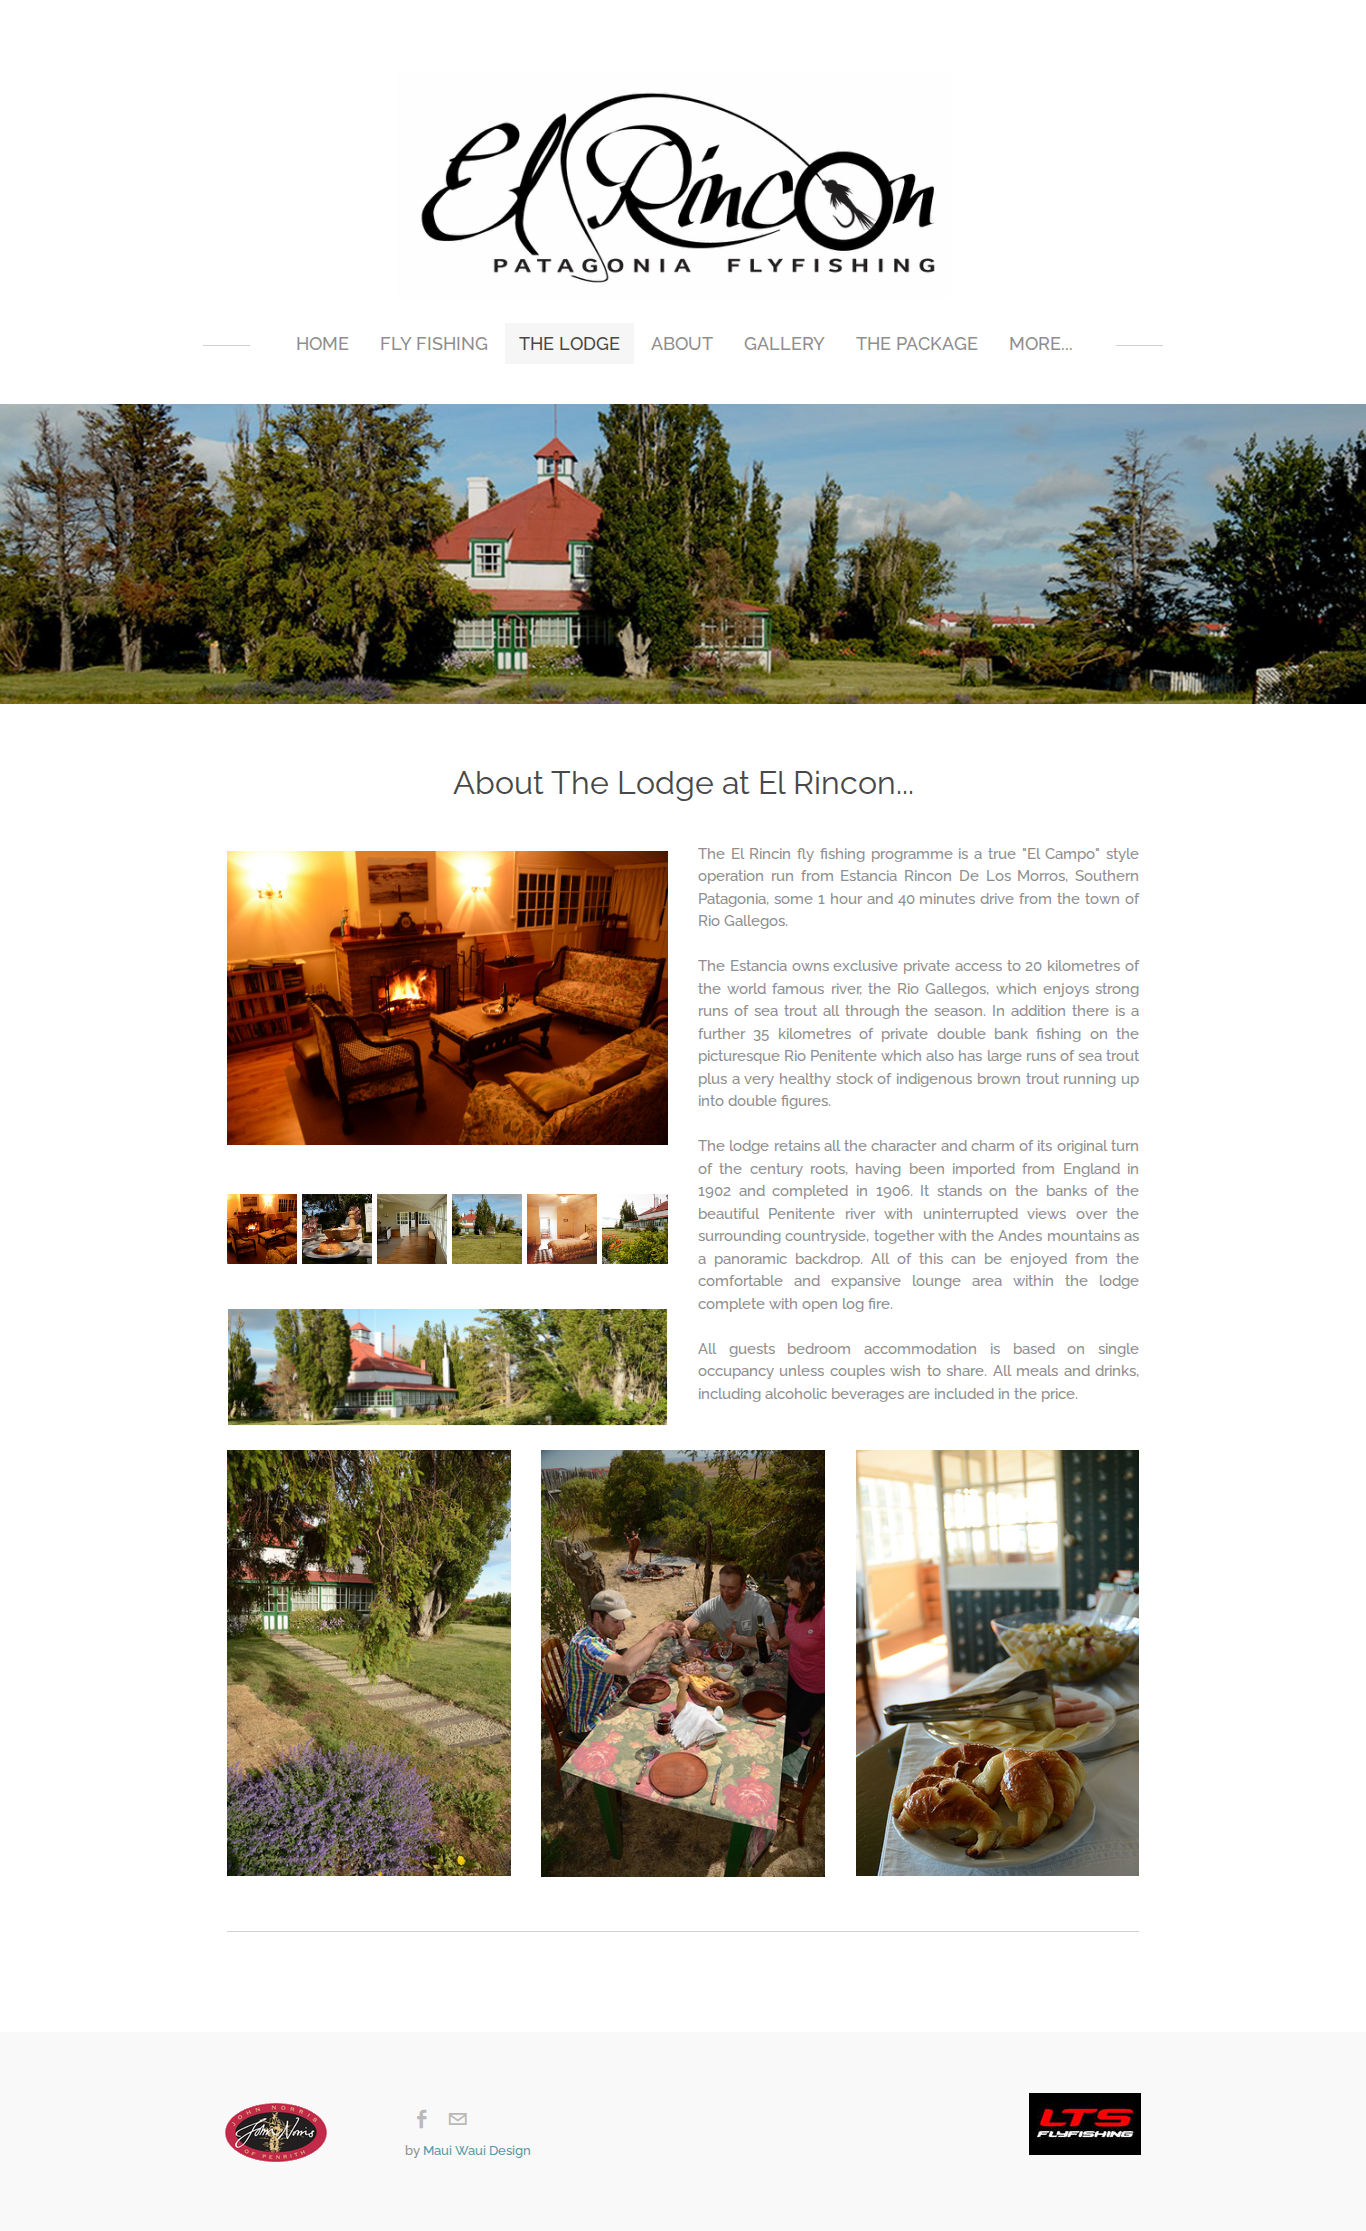 El Rincon
PATAGONIA FLYFISHING
HOME FLY FISHING THE LODGE ABOUT GALLERY THE PACKAGE MORE...
About The Lodge at El Rincon...
The El Rincin fly fishing programme is a true "El Campo" style
operation run from Estancia Rincon De Los Morros, Southern
Patagonia, some 1 hour and 40 minutes drive from the town of
Rio Gallegos.
The Estancia owns exclusive private access to 20 kilometres of
the world famous river, the Rio Gallegos, which enjoys strong
runs of sea trout all through the season. In addition there is a
further 35 kilometres of private double bank fishing on the
picturesque Rio Penitente which also has large runs of sea trout
plus a very healthy stock of indigenous brown trout running up
into double figures.
The lodge retains all the character and charm of its original turn
of the century roots, having been imported from England in
1902 and completed in 1906. It stands on the banks of the
beautiful Penitente river with uninterrupted views over the
surrounding countryside, together with the Andes mountains as
a panoramic backdrop. All of this can be enjoyed from the
comfortable and expansive lounge area within the lodge
complete with open log fire.
All guests bedroom accommodation is based on single
occupancy unless couples wish to share. All meals and drinks,
including alcoholic beverages are included in the price.
JOHN NORRIS
John Norris
OF PENRITH
by Maui Waui Design
LTS
FLYFISHING